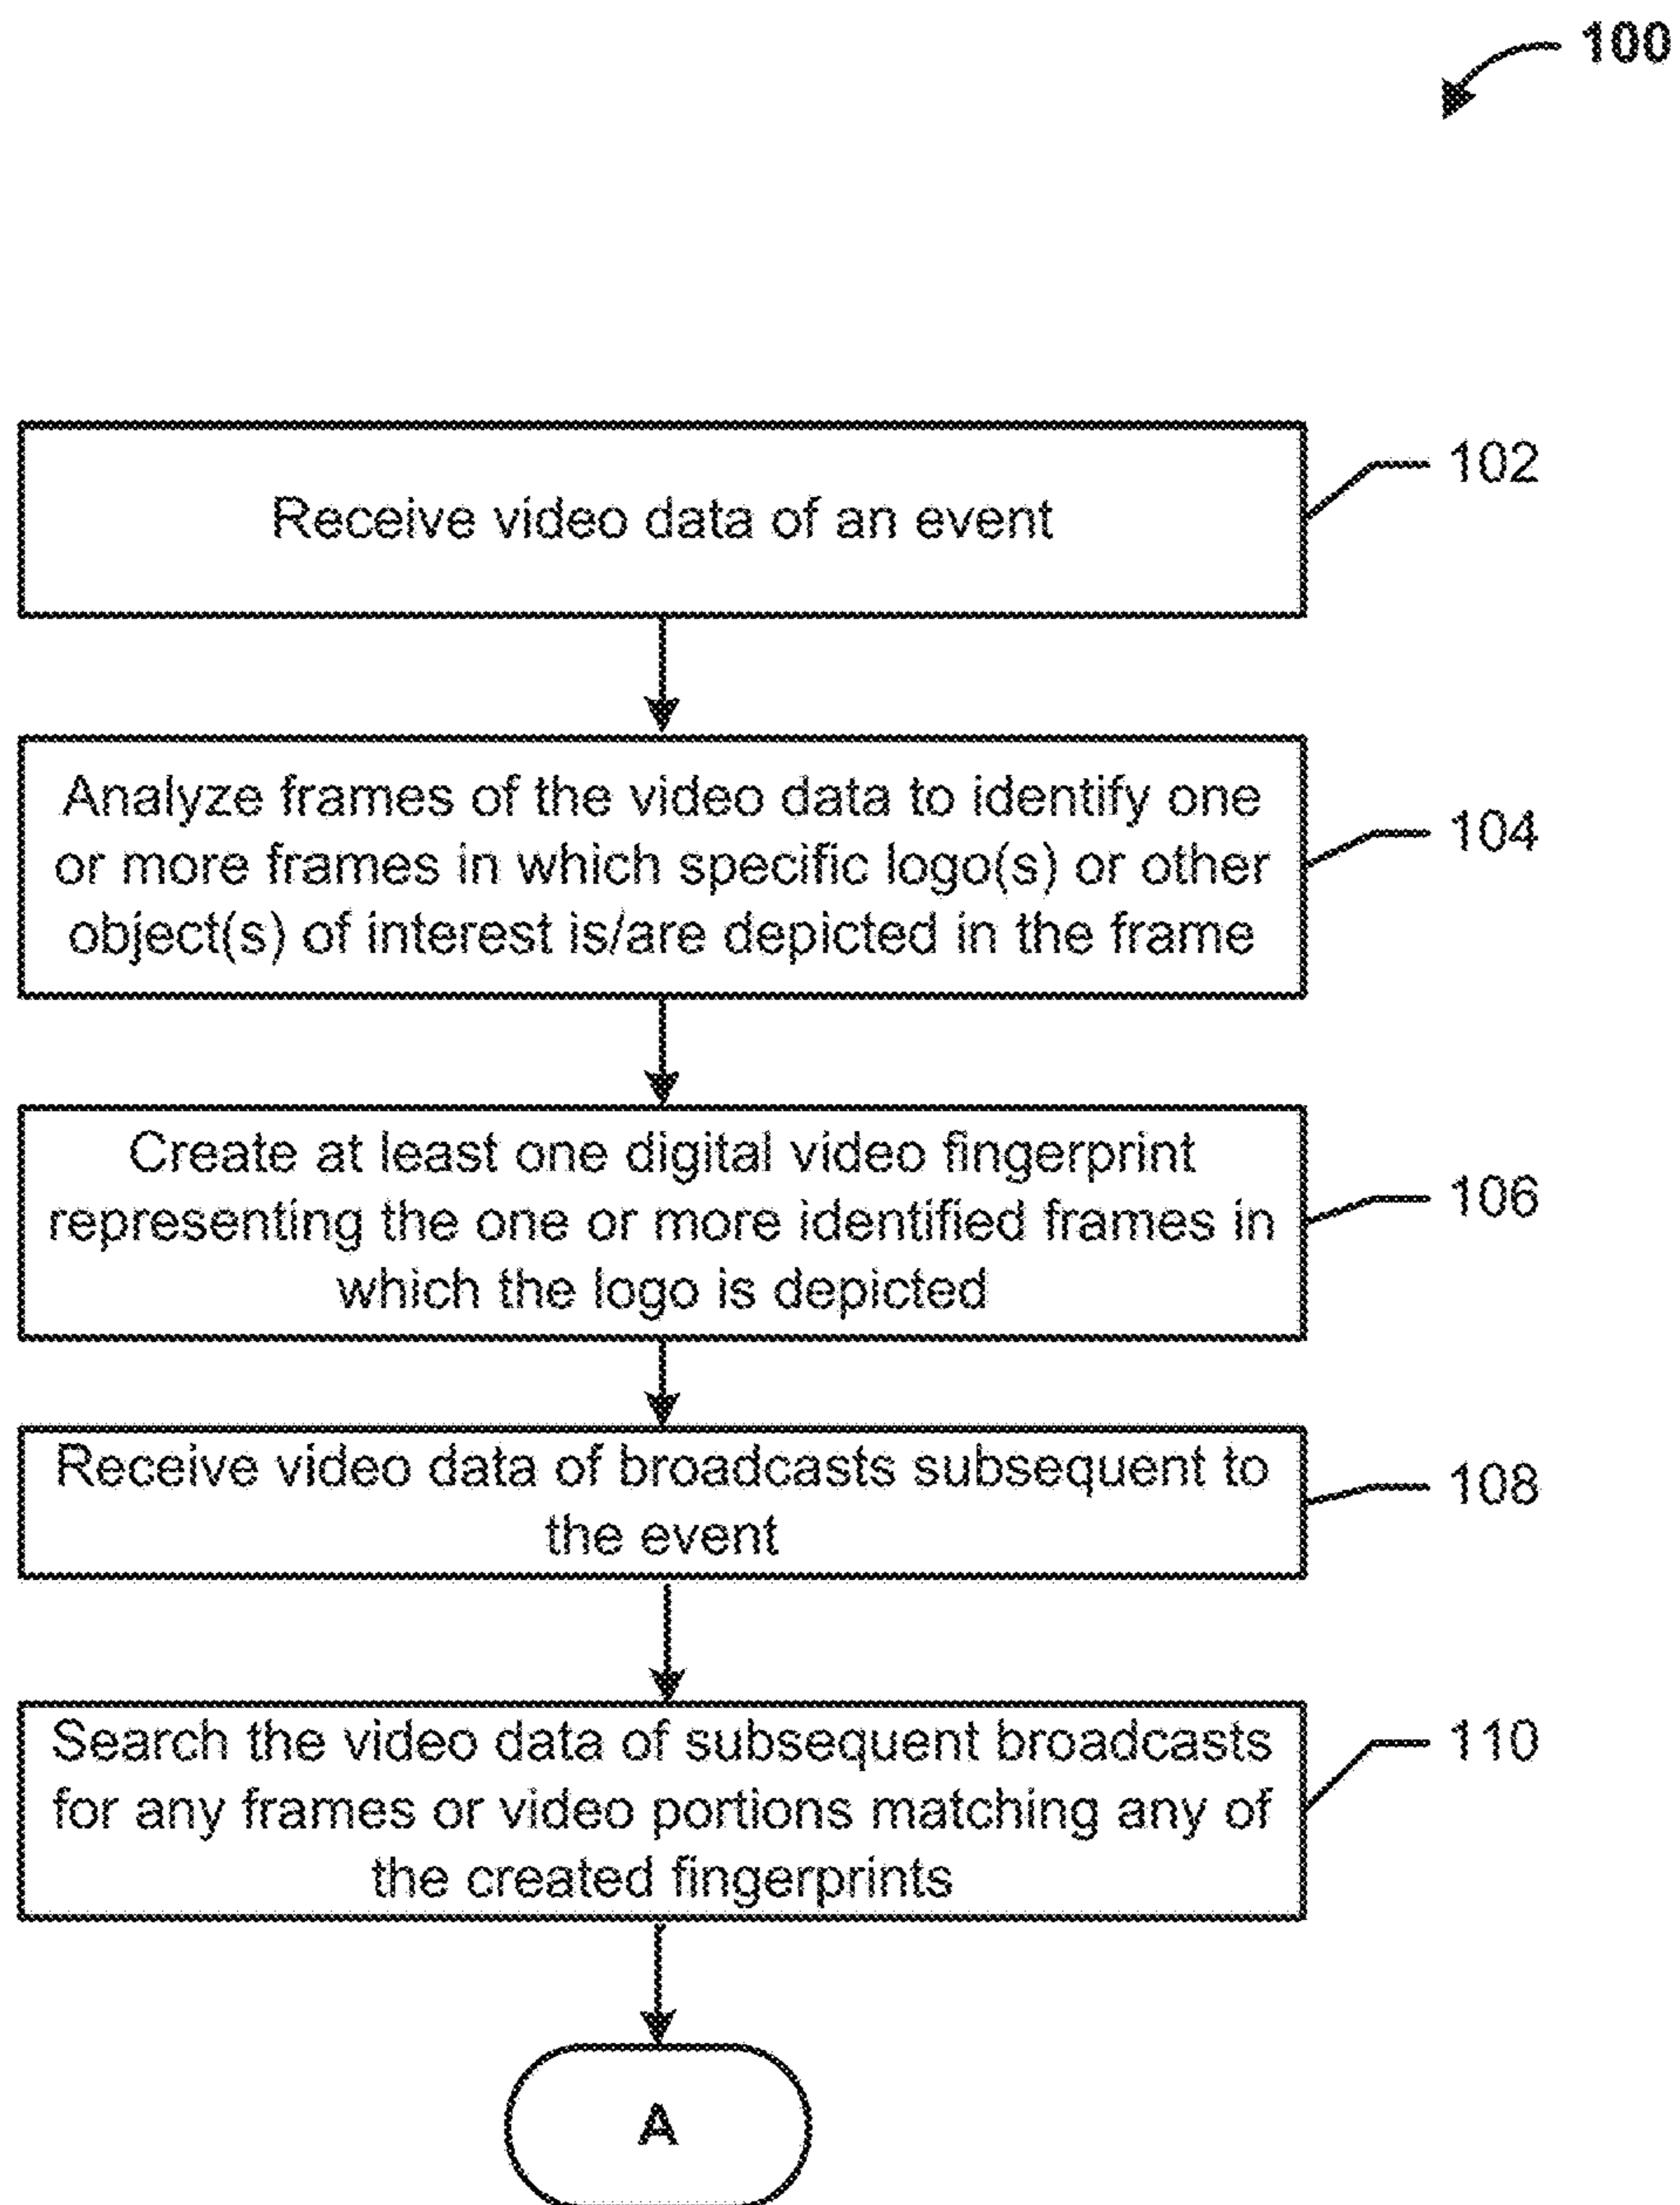 100
Receive video data of an event
102
Analyze frames of the video data to identify one
or more frames in which specific logo(s) or other
object(s) of interest is/are depicted in the frame
104
Create at least one digital video fingerprint
representing the one or more identified frames in
which the logo is depicted
106
Receive video data of broadcasts subsequent to
the event
108
Search the video data of subsequent broadcasts
for any frames or video portions matching any of
the created fingerprints
110
A